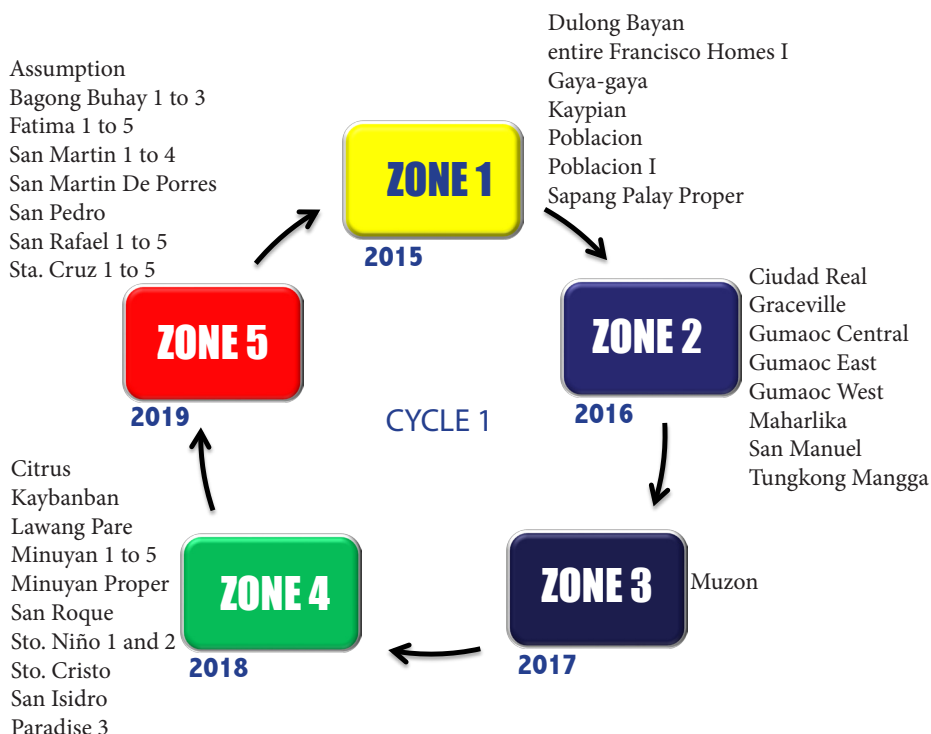 Dulong Bayan
entire Francisco Homes I
Gaya-gaya
Kaypian
Poblacion
Poblacion I
Sapang Palay Proper
ZONE 1
2015
Ciudad Real
Graceville
Gumaoc Central
Gumaoc East
Gumaoc West
Maharlika
San Manuel
Tungkong Mangga
ZONE 2
2016
Muzon
ZONE 3
2017
Citrus
Kaybanban
Lawang Pare
Minuyan 1 to 5
Minuyan Proper
San Roque
Sto. Niño 1 and 2
Sto. Cristo
San Isidro
Paradise 3
ZONE 4
2018
Assumption
Bagong Buhay 1 to 3
Fatima 1 to 5
San Martin 1 to 4
San Martin De Porres
San Pedro
San Rafael 1 to 5
Sta. Cruz 1 to 5
ZONE 5
2019
CYCLE 1